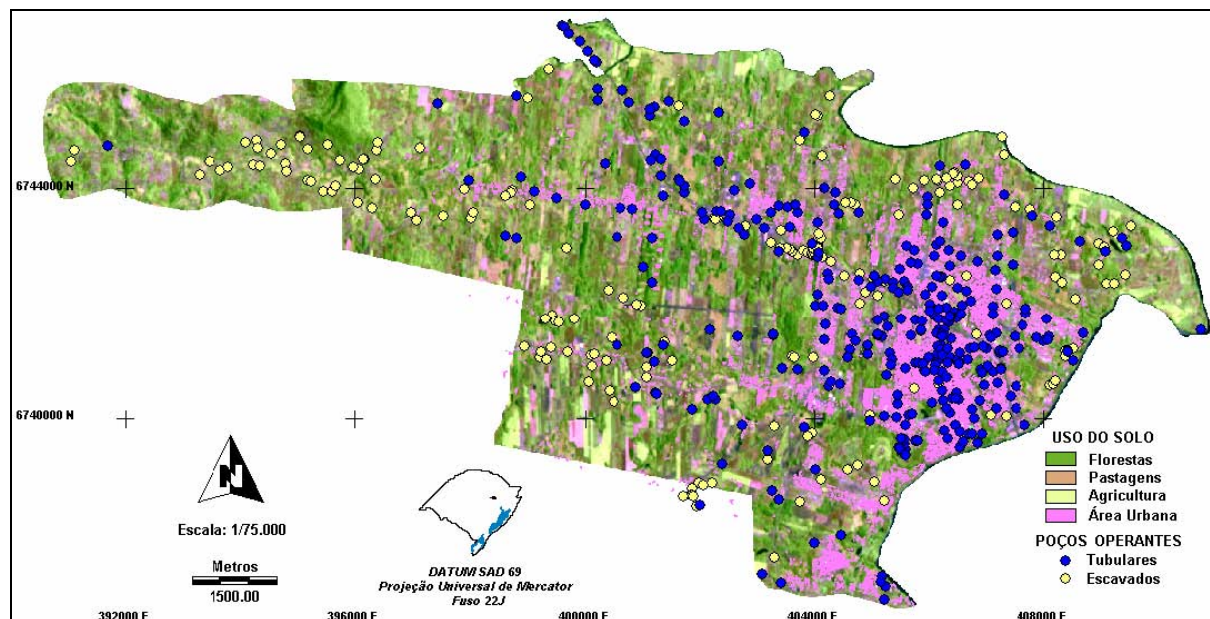 6744000 N
6740000 N
N
Escala: 1/75.000
Metros
1500.00
DATUM SAD 69
Projeção Universal de Mercator
Fuso 22J
USO DO SOLO
Florestas
Pastagens
Agricultura
Área Urbana
POÇOS OPERANTES
Tubulares
Escavados
392000 E
396000 E
400000 E
404000 E
408000 E